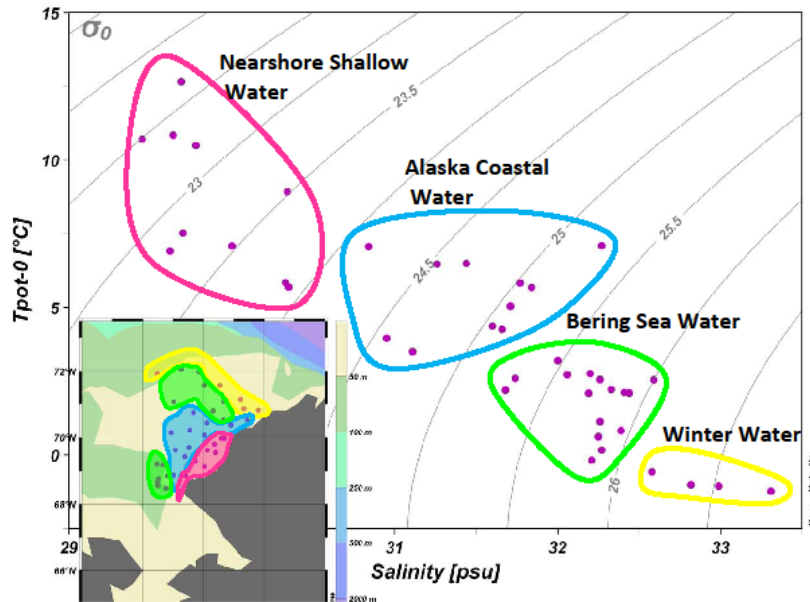 15
σ0
Nearshore Shallow
Water
23.5
10
23
Alaska Coastal
Water
Tpot-0 [°C]
24.5
25
25.5
5
Bering Sea Water
72°N
50 m
100 m
70°N
0
Winter Water
250 m
26
68°N
500 m
29
31
32
33
66°N
Salinity [psu]
2000 m